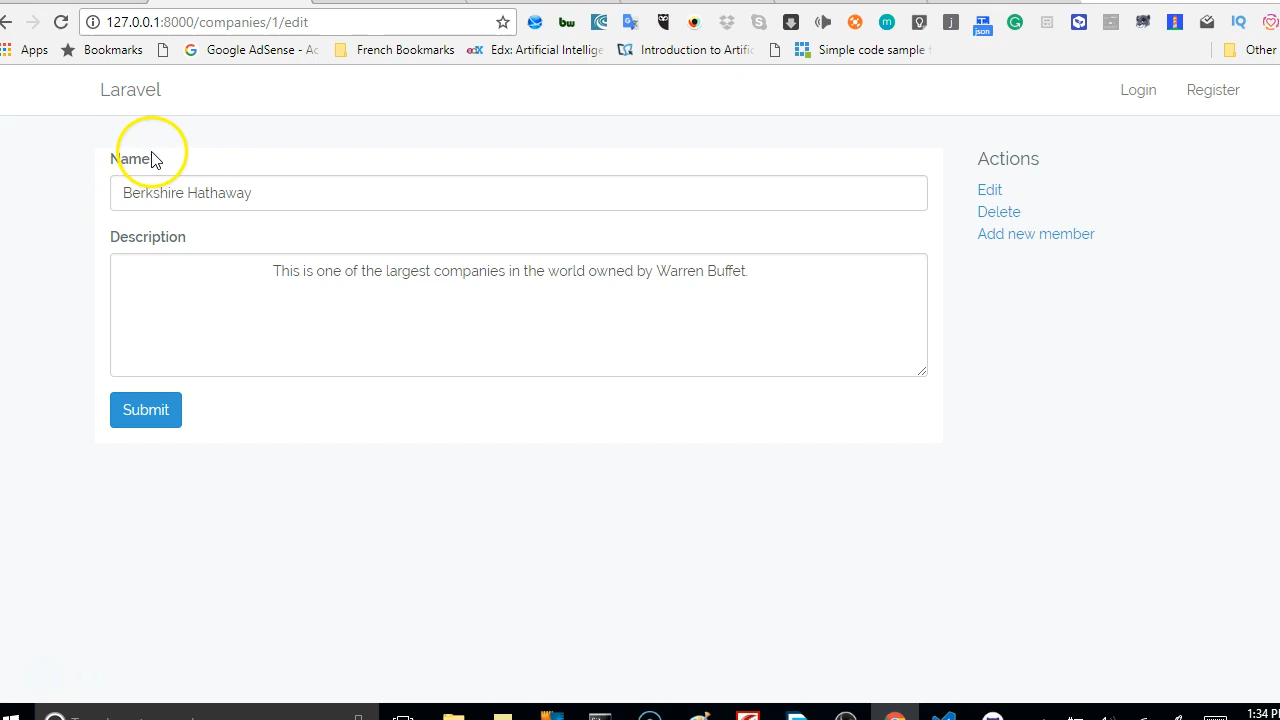 127.0.0.1:8000/companies/1/edit
json
Apps Bookmarks Google AdSense - Ac French Bookmarks Edx: Artificial Intellige Introduction to Artific Simple code sample f Other
Laravel Login Register
Name
Berkshire Hathaway
Description
This is one of the largest companies in the world owned by Warren Buffet.
Submit
Actions
Edit
Delete
Add new member
1:34 P